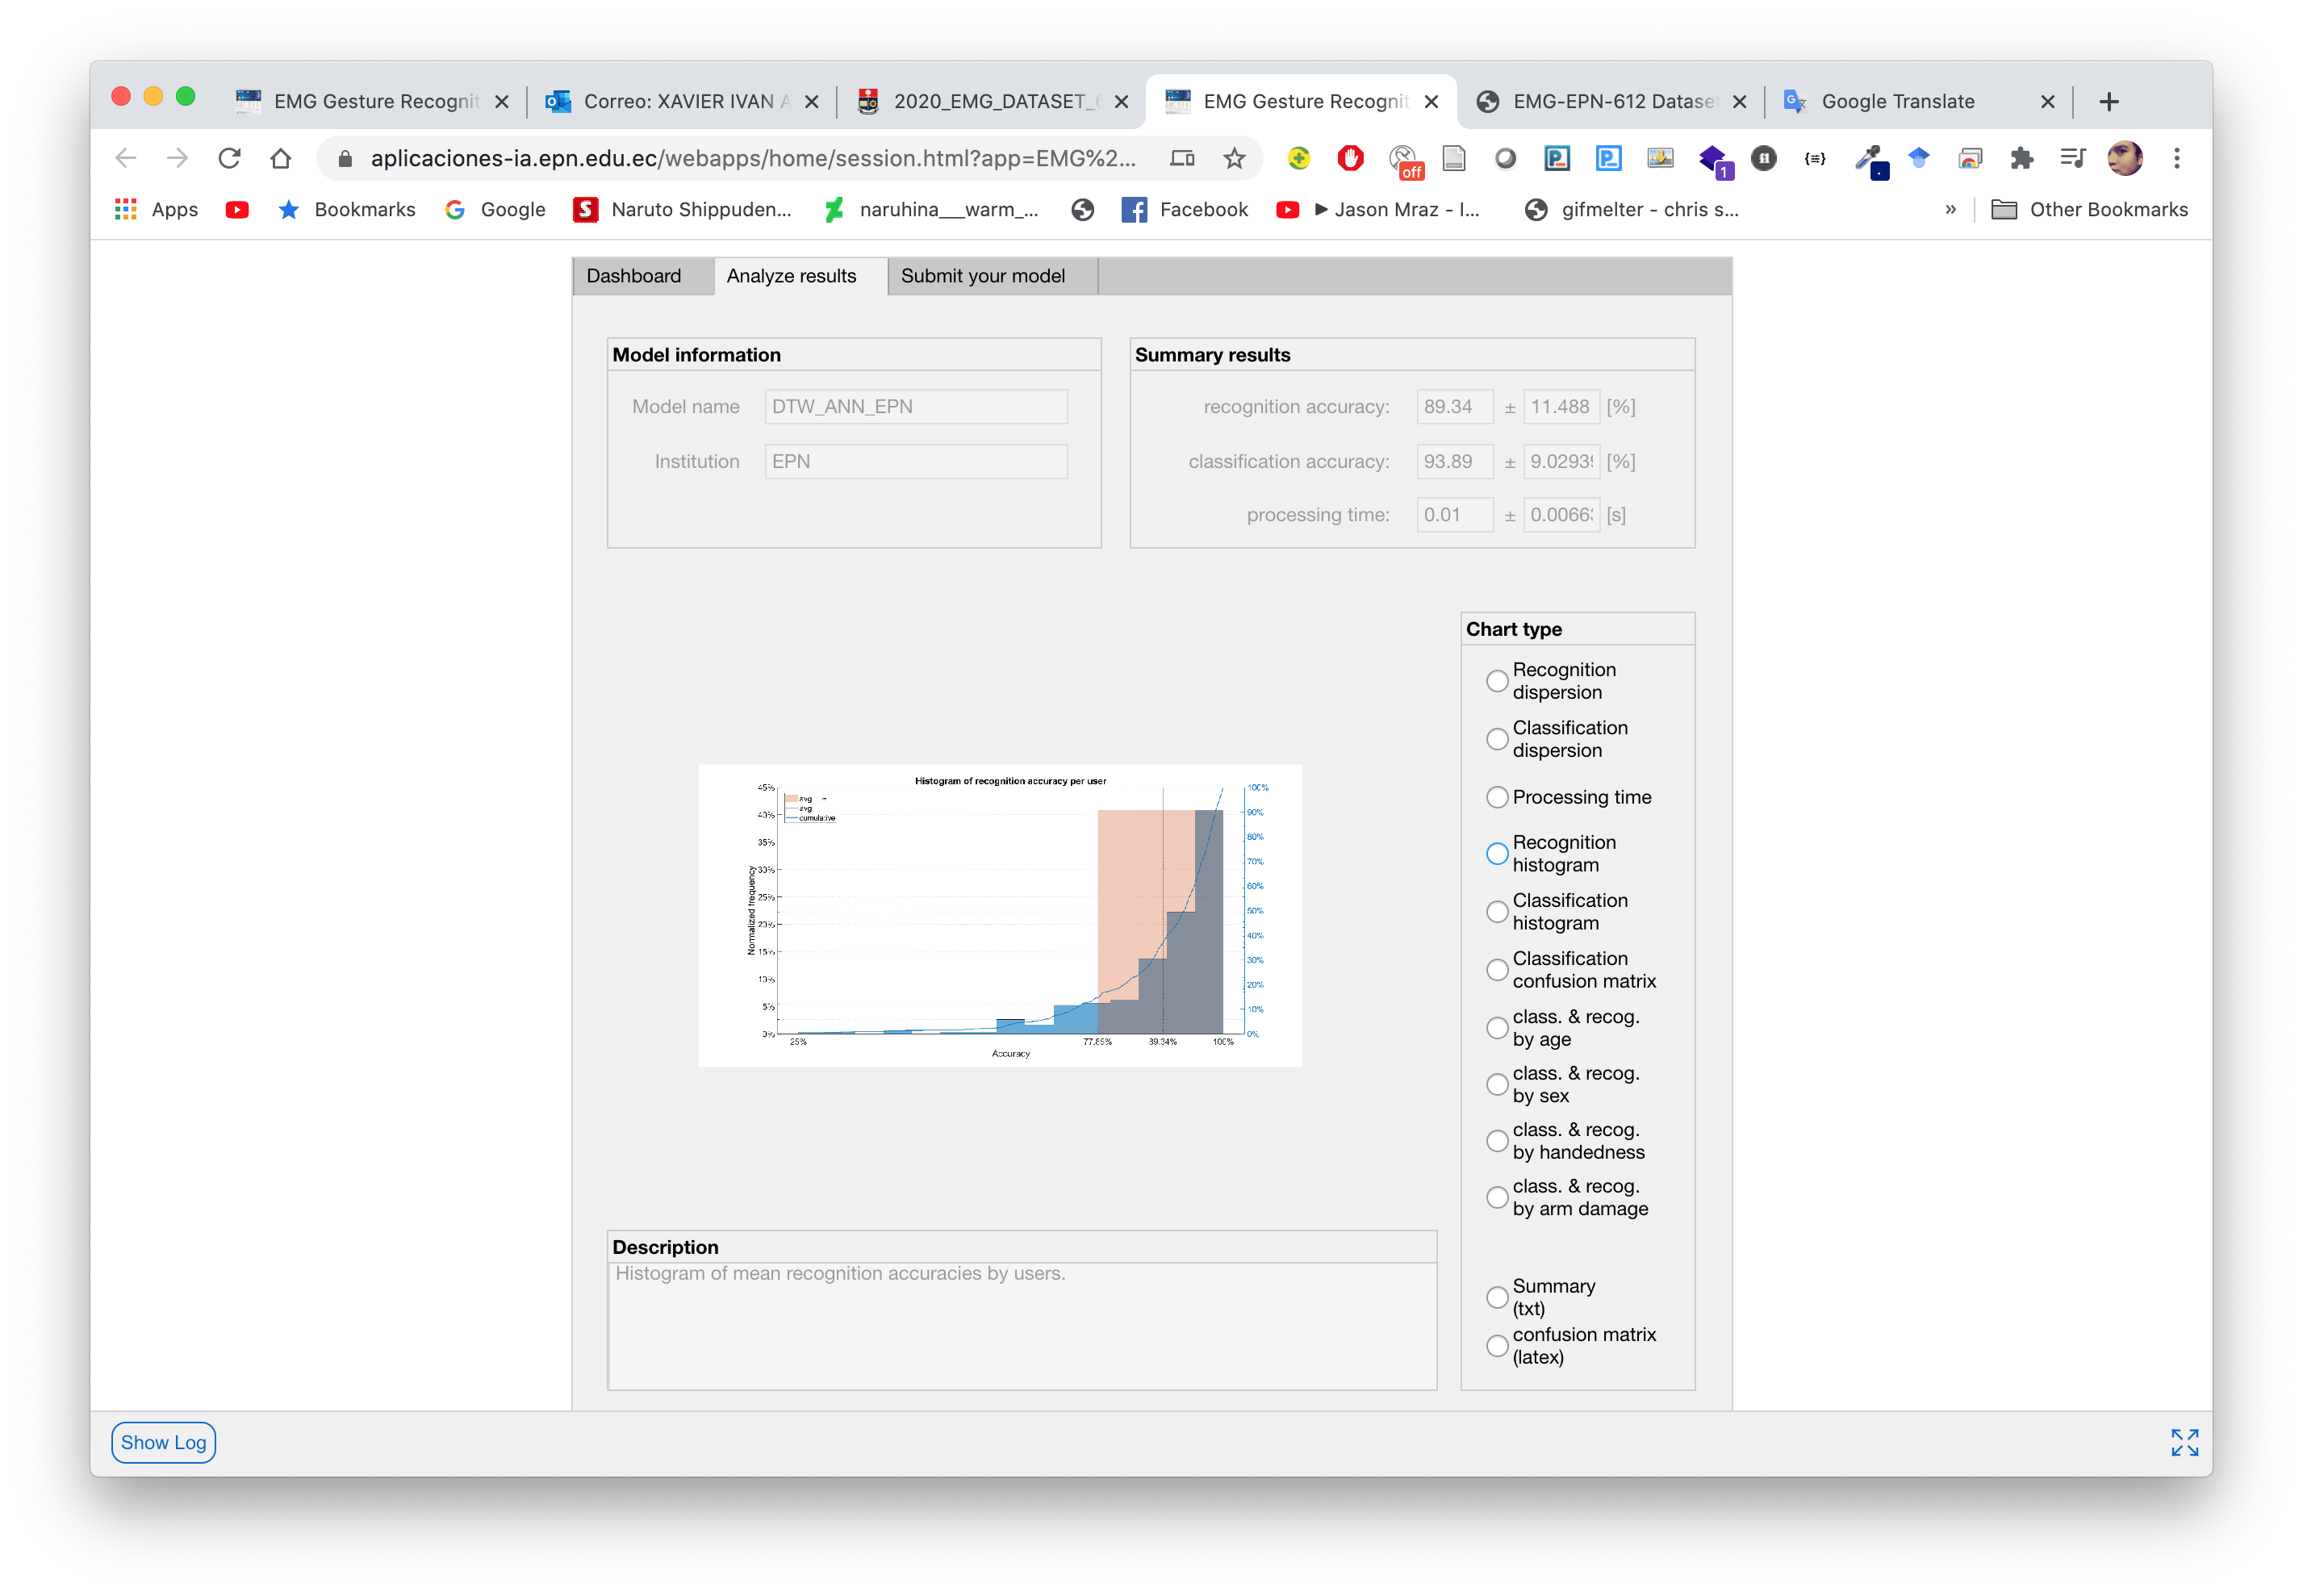 EMG Gesture Recognit
Correo: XAVIER IVAN A
2020_EMG_DATASET_6
EMG Gesture Recognit
EMG-EPN-612 Dataset
Google Translate
aplicaciones-ia.epn.edu.ec/webapps/home/session.html?app=EMG%2...
off
1
Apps
Bookmarks
Google
Naruto Shippuden...
naruhina___warm_...
Facebook
Jason Mraz - I...
gifmelter - chris s...
»
Other Bookmarks
Dashboard
Analyze results
Submit your model
Model information
Model name
DTW_ANN_EPN
Institution
EPN
Summary results
recognition accuracy:
89.34 ± 11.488 [%]
classification accuracy:
93.89 ± 9.0293 [%]
processing time:
0.01 ± 0.0066 [s]
Histogram of recognition accuracy per user
avg
avg
cumulative
Normalized frequency
45%
40%
35%
30%
25%
20%
15%
10%
5%
0%
100%
90%
80%
70%
60%
50%
40%
30%
20%
10%
0%
25%
77.85%
89.34%
100%
Accuracy
Chart type
Recognition
dispersion
Classification
dispersion
Processing time
Recognition
histogram
Classification
histogram
Classification
confusion matrix
class. & recog.
by age
class. & recog.
by sex
class. & recog.
by handedness
class. & recog.
by arm damage
Summary
(txt)
confusion matrix
(latex)
Description
Histogram of mean recognition accuracies by users.
Show Log